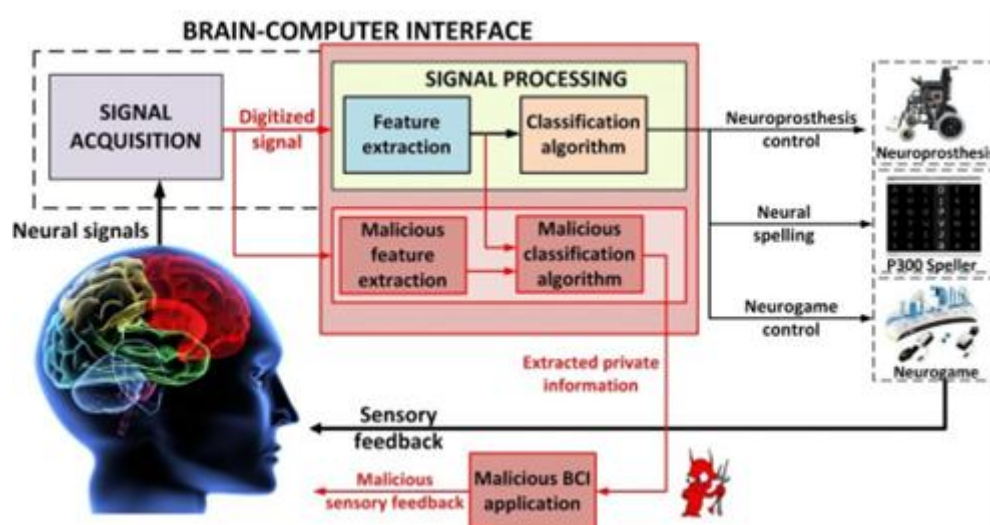 BRAIN-COMPUTER INTERFACE
SIGNAL
ACQUISITION
Digitized
signal
SIGNAL PROCESSING
Feature
extraction
Classification
algorithm
Malicious
feature
extraction
Malicious
classification
algorithm
Neural signals
Neuroprosthesis
control
Neuroprosthesis
Neural
spelling
P300 Speller
Neurogame
control
Neurogame
Extracted private
information
Sensory
feedback
Malicious
sensory feedback
Malicious BCI
application